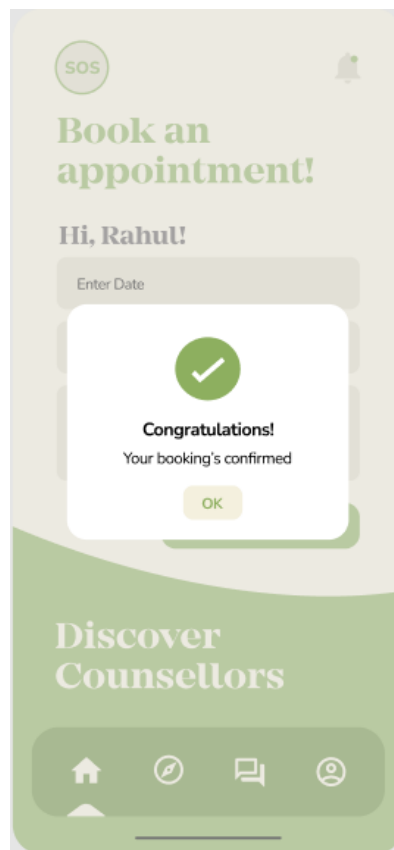 SOS
Book an
appointment!
Hi, Rahul!
Enter Date
Congratulations!
Your booking's confirmed
OK
Discover
Counsellors